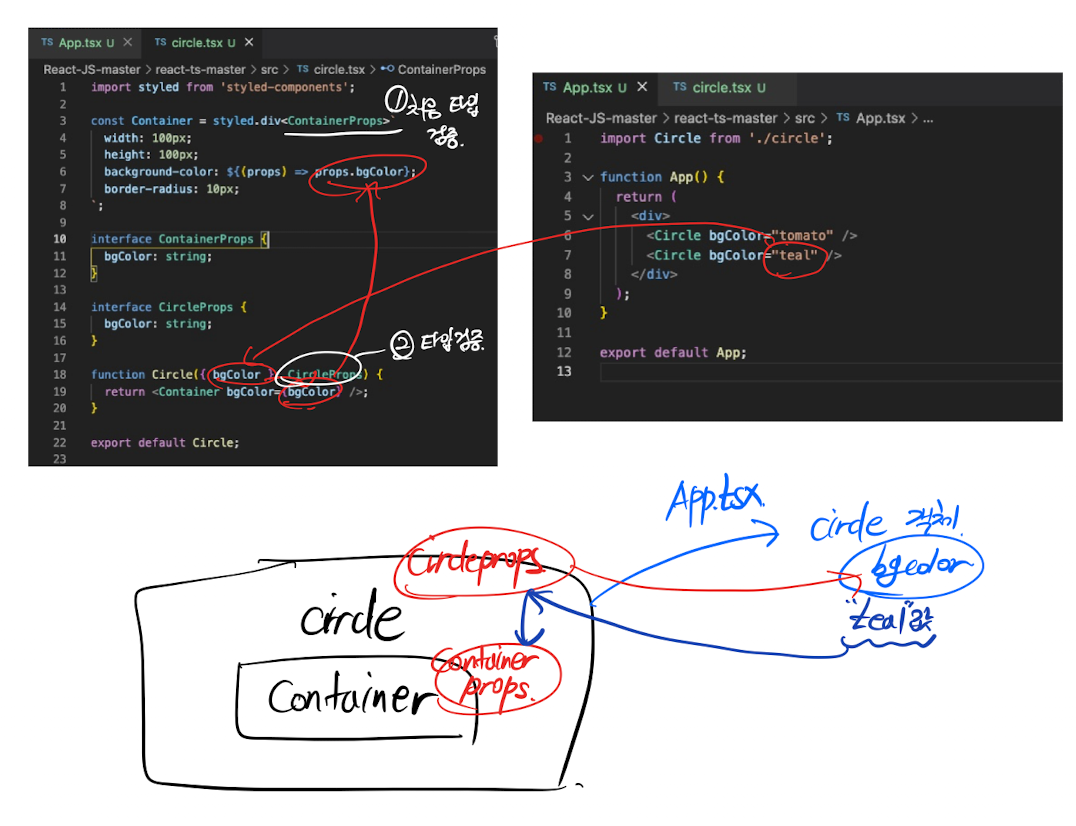 TS App.tsx U ×
TS circle.tsx U ×
React-JS-master > react-ts-master > src > TS circle.tsx > ContainerProps
1 import styled from 'styled-components';
2
3 const Container = styled.div<ContainerProps>`
4 width: 100px;
5 height: 100px;
6 background-color: ${(props) => props.bgColor};
7 border-radius: 10px;
8 `;
9
10 interface ContainerProps {
11 bgColor: string;
12 }
13
14 interface CircleProps {
15 bgColor: string;
16 }
17
18 function Circle({ bgColor }: CircleProps) {
19 return <Container bgColor={bgColor} />;
20 }
21
22 export default Circle;
23
① 처음 타입
검증.
② 타입검증.
TS App.tsx U ×
TS circle.tsx U
React-JS-master > react-ts-master > src > TS App.tsx > ...
1 import Circle from './circle';
2
3 function App() {
4 return (
5 <div>
6 <Circle bgColor="tomato" />
7 <Circle bgColor="teal" />
8 </div>
9 );
10 }
11
12 export default App;
13
App.tsx.
circle 객체.
bgcolor
"teal"값
Circleprops
circle
Container
props.
Container